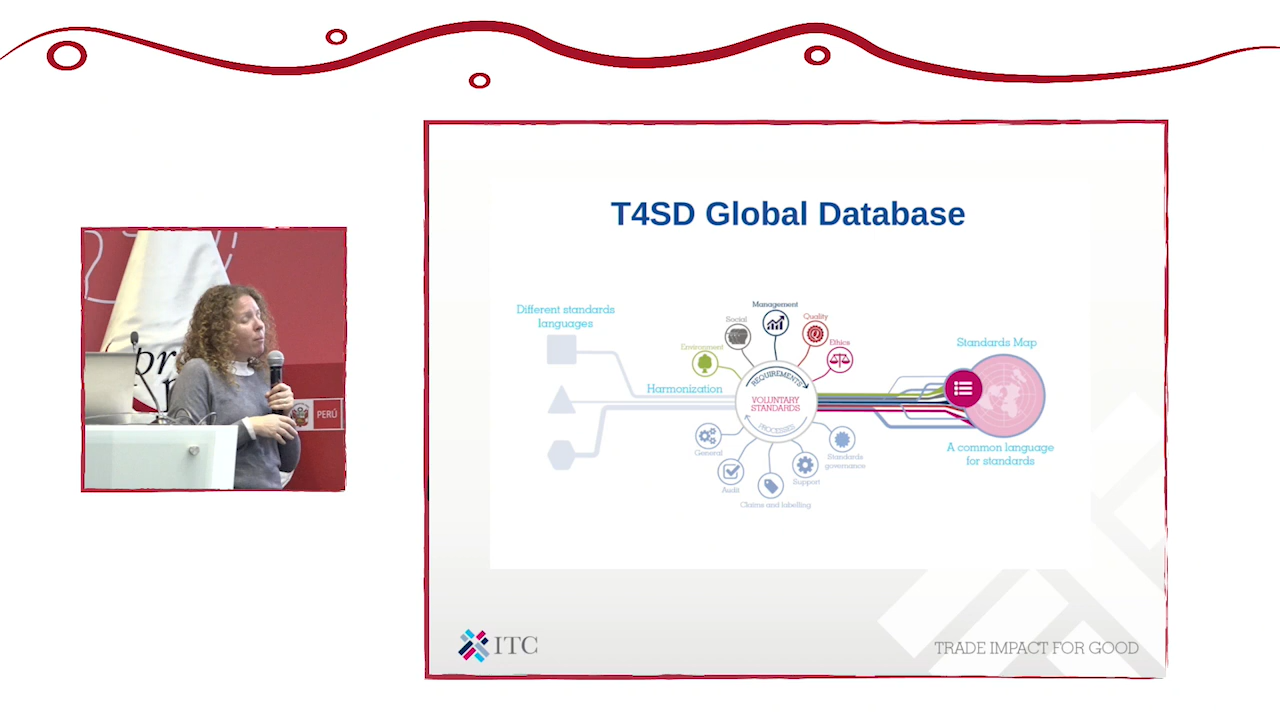 T4SD Global Database
Different standards
languages
Harmonization
Environment
Social
Management
Quality
Ethics
REQUIREMENTS
VOLUNTARY
STANDARDS
PROCESSES
General
Audit
Claims and labelling
Support
Standards
governance
Standards Map
A common language
for standards
PERÚ
ITC
TRADE IMPACT FOR GOOD